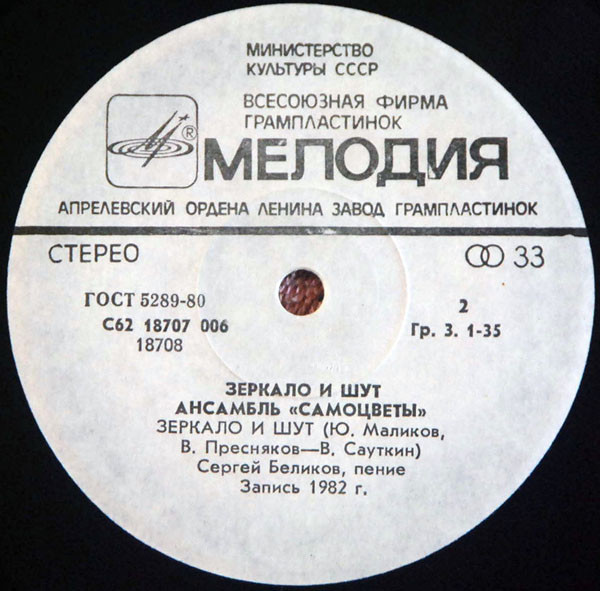 МИНИСТЕРСТВО
КУЛЬТУРЫ СССР
ВСЕСОЮЗНАЯ ФИРМА
ГРАМПЛАСТИНОК
®
МЕЛОДИЯ
АПРЕЛЕВСКИЙ ОРДЕНА ЛЕНИНА ЗАВОД ГРАМПЛАСТИНОК
СТЕРЕО 33
ГОСТ 5289-80 2
С62 18707 006 Гр. 3. 1-35
18708
ЗЕРКАЛО И ШУТ
АНСАМБЛЬ «САМОЦВЕТЫ»
ЗЕРКАЛО И ШУТ (Ю. Маликов,
В. Пресняков—В. Сауткин)
Сергей Беликов, пение
Запись 1982 г.